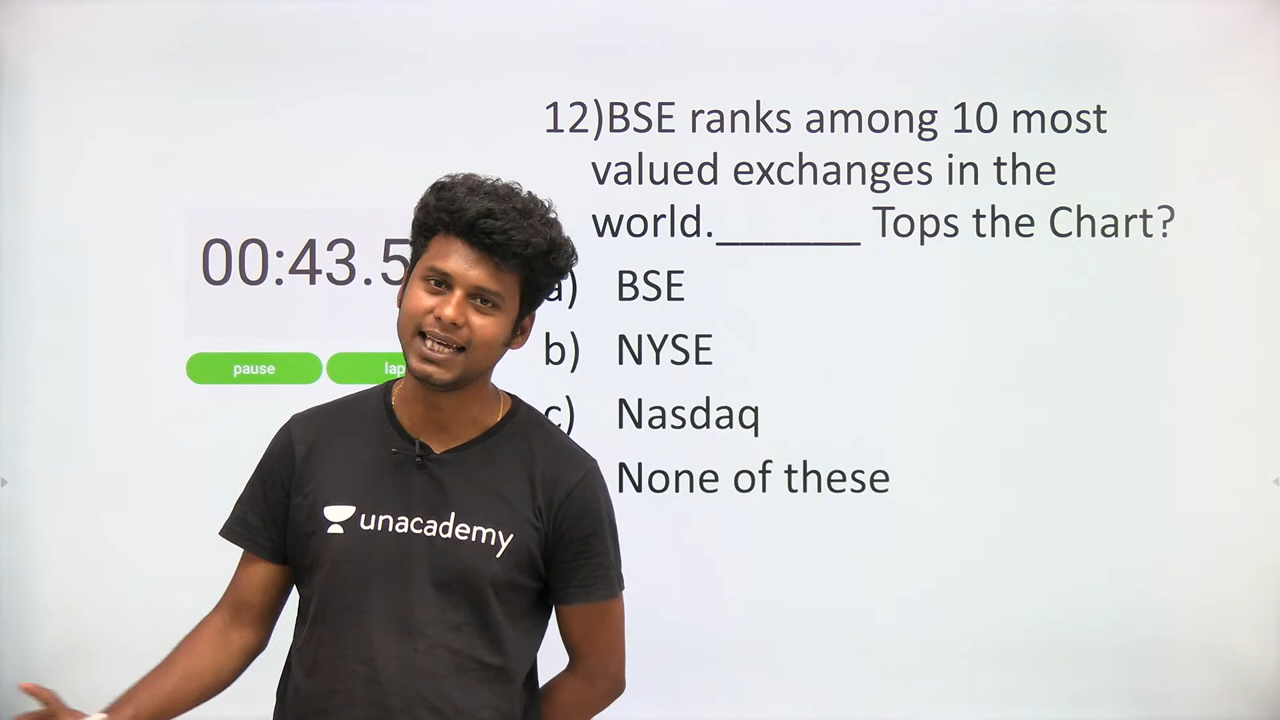 12)BSE ranks among 10 most
valued exchanges in the
world.______ Tops the Chart?
00:43.5
a) BSE
b) NYSE
pause
lap
c) Nasdaq
None of these
unacademy